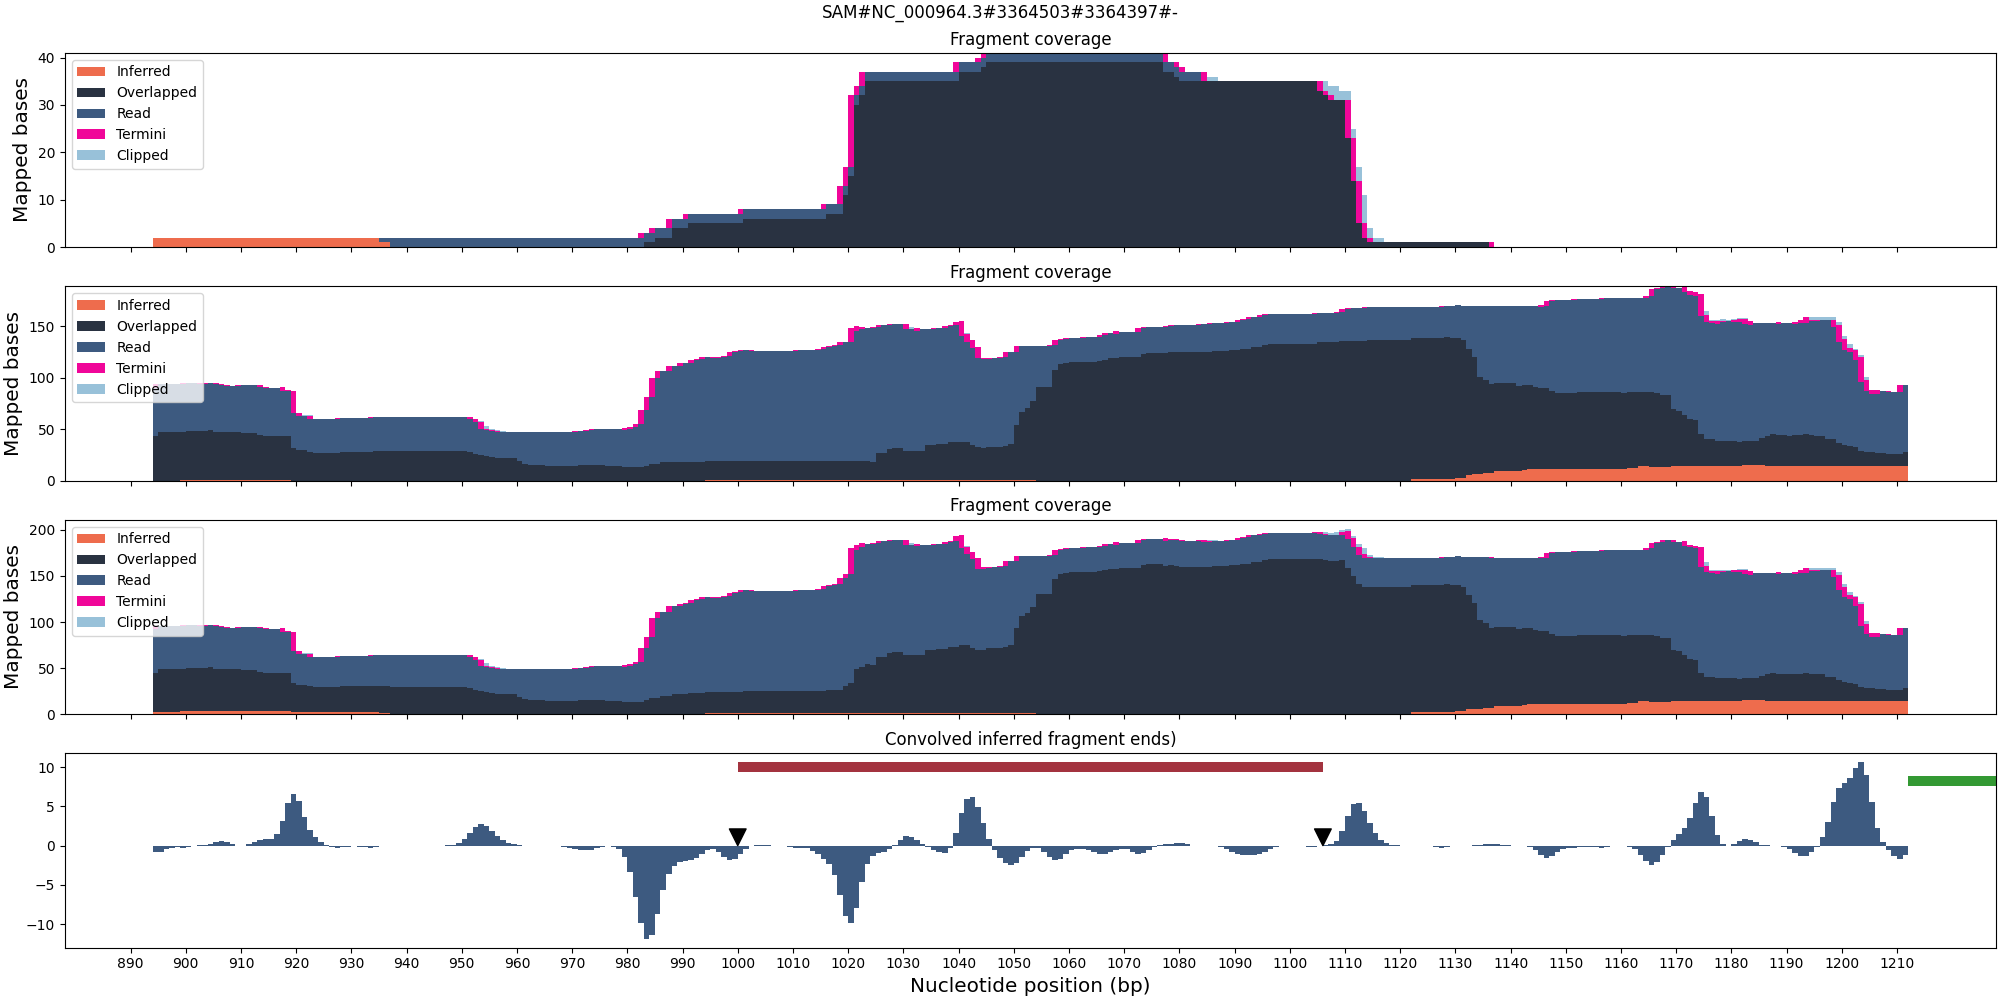 SAM#NC_000964.3#3364503#3364397#-
Fragment coverage
Mapped bases
40
30
20
10
0
Inferred
Overlapped
Read
Termini
Clipped
Fragment coverage
Mapped bases
150
100
50
0
Inferred
Overlapped
Read
Termini
Clipped
Fragment coverage
Mapped bases
200
150
100
50
0
Inferred
Overlapped
Read
Termini
Clipped
Convolved inferred fragment ends)
10
5
0
−5
−10
890 900 910 920 930 940 950 960 970 980 990 1000 1010 1020 1030 1040 1050 1060 1070 1080 1090 1100 1110 1120 1130 1140 1150 1160 1170 1180 1190 1200 1210
Nucleotide position (bp)